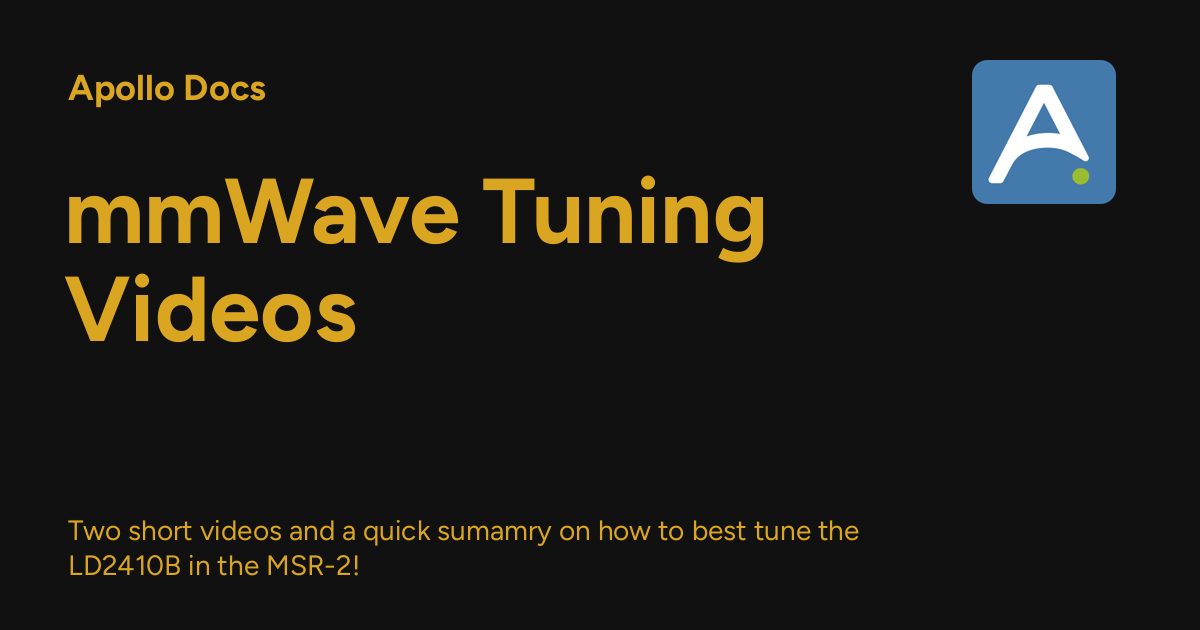 Apollo Docs
mmWave Tuning
Videos
Two short videos and a quick sumamry on how to best tune the
LD2410B in the MSR-2!